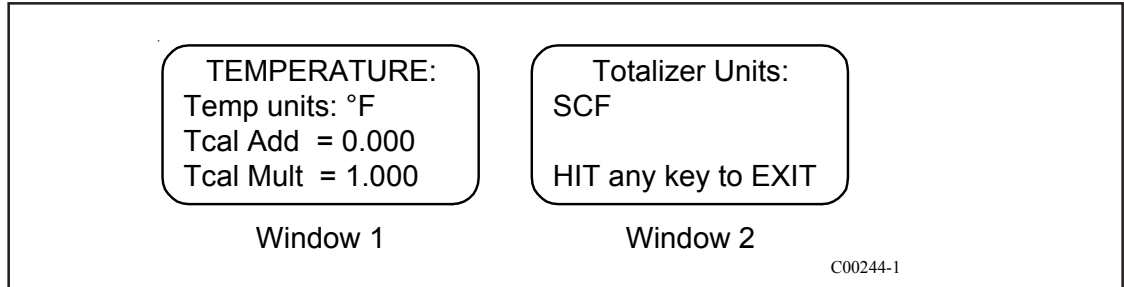 TEMPERATURE:
Temp units: °F
Tcal Add = 0.000
Tcal Mult = 1.000
Window 1
Totalizer Units:
SCF
HIT any key to EXIT
Window 2
C00244-1